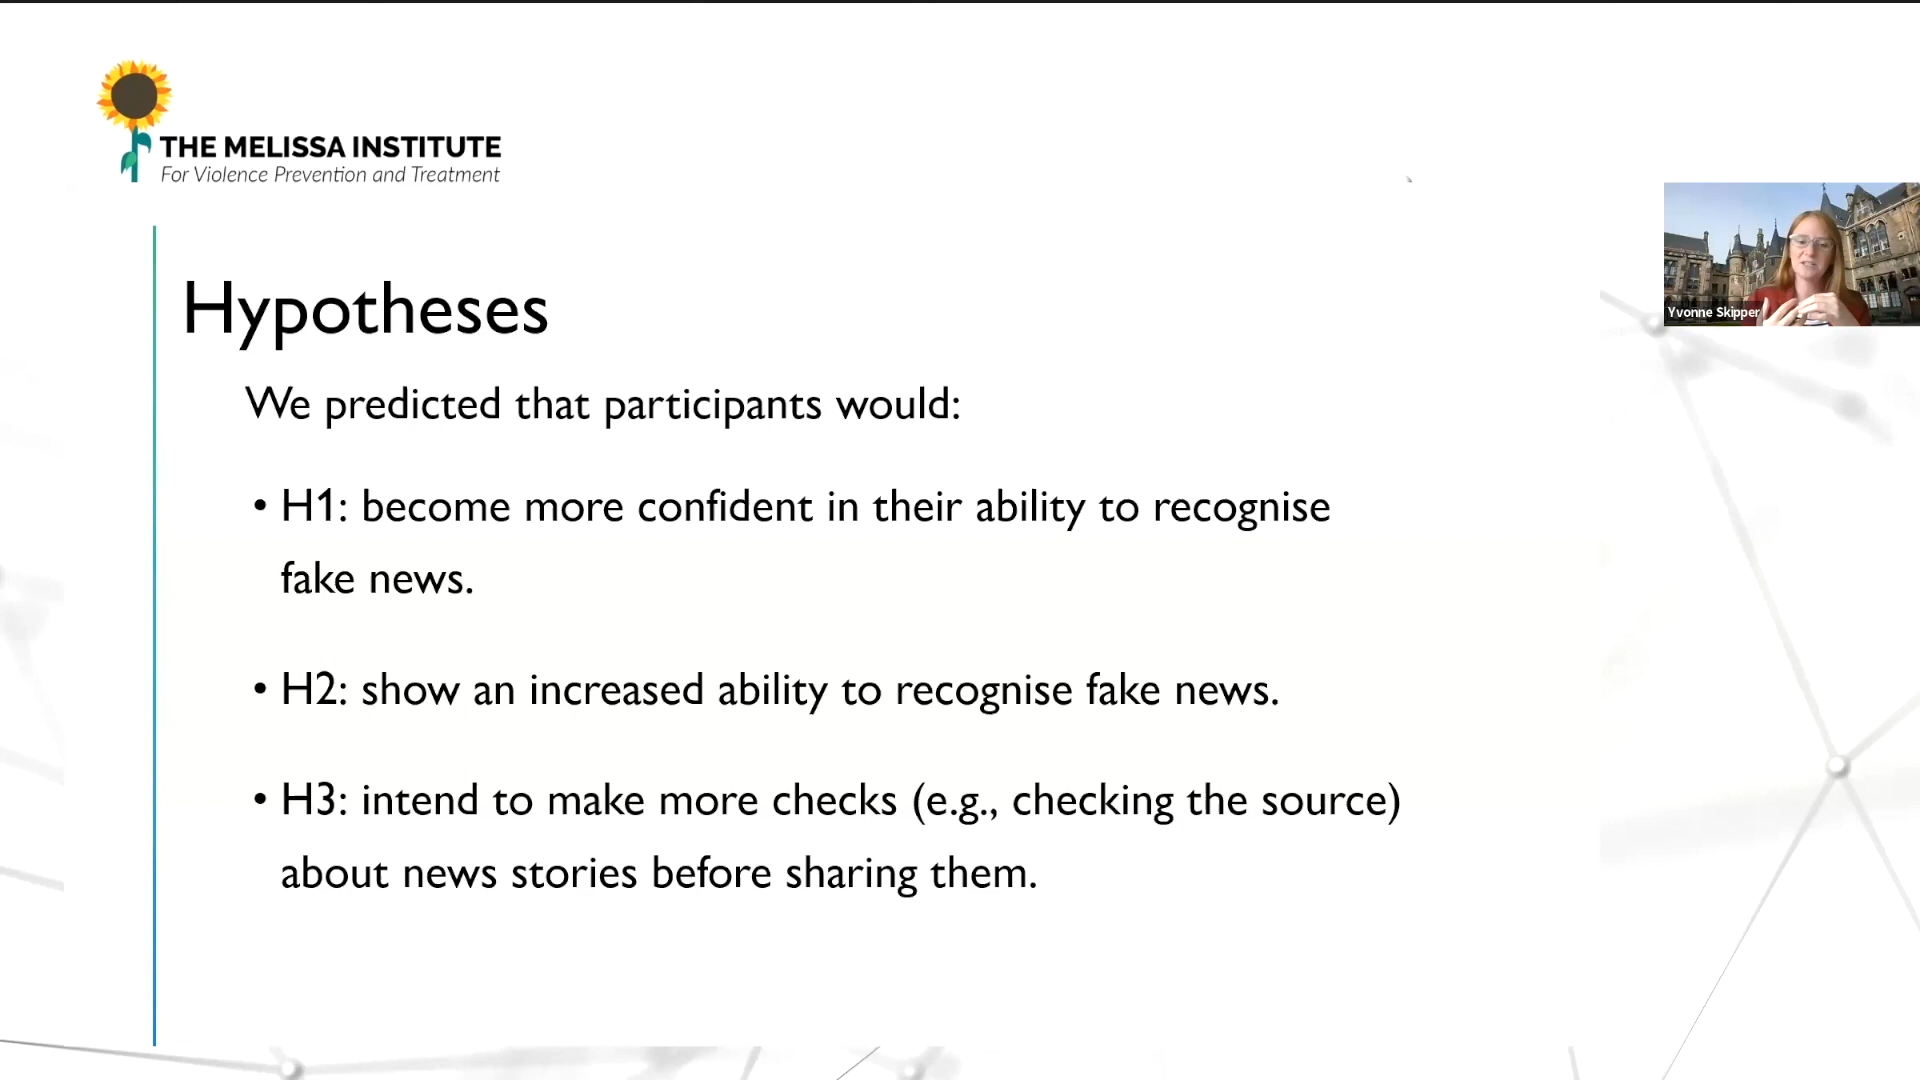 THE MELISSA INSTITUTE
For Violence Prevention and Treatment
Yvonne Skipper
Hypotheses
We predicted that participants would:
• H1: become more confident in their ability to recognise
fake news.
• H2: show an increased ability to recognise fake news.
• H3: intend to make more checks (e.g., checking the source)
about news stories before sharing them.